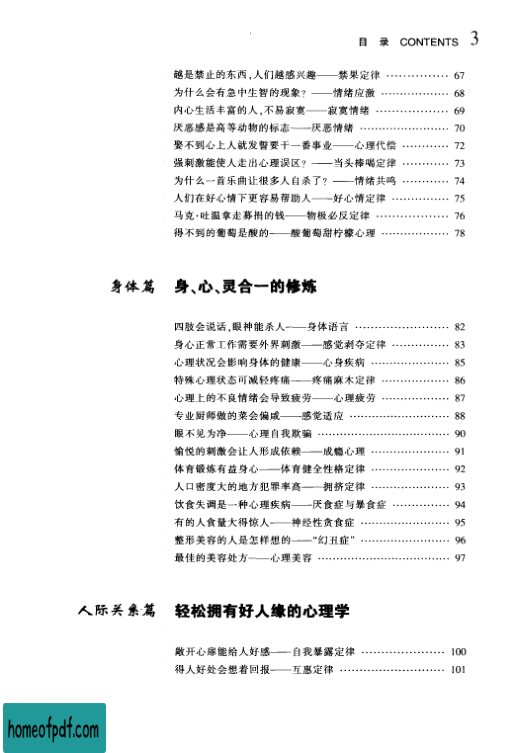 目 录 CONTENTS 3
越是禁止的东西,人们越感兴趣——禁果定律 …………… 67
为什么会有急中生智的现象? ——情绪应激 …………… 68
内心生活丰富的人,不易寂寞——寂寞情绪 …………… 69
厌恶感是高等动物的标志——厌恶情绪 …………… 70
娶不到心上人就发誓要干一番事业——心理代偿 ………… 72
强刺激能使人走出心理误区? ——当头棒喝定律 ………… 73
为什么一首乐曲让很多人自杀了? ——情绪共鸣 ………… 74
人们在好心情下更容易帮助人——好心情定律 ………… 75
马克·吐温拿走募捐的钱——物极必反定律 …………… 76
得不到的葡萄是酸的——酸葡萄甜柠檬心理 …………… 78
身体篇 身、心、灵合一的修炼
四肢会说话,眼神能杀人——身体语言 …………………… 82
身心正常工作需要外界刺激——感觉剥夺定律 ………… 83
心理状况会影响身体的健康——心身疾病 ……………… 85
特殊心理状态可减轻疼痛——疼痛麻木定律 …………… 86
心理上的不良情绪会导致疲劳——心理疲劳 …………… 87
专业厨师做的菜会偏咸——感觉适应 …………………… 88
眼不见为净——心理自我欺骗 …………………………… 90
愉悦的刺激会让人形成依赖——成瘾心理 ……………… 91
体育锻炼有益身心——体育健全性格定律 ……………… 92
人口密度大的地方犯罪率高——拥挤定律 ……………… 93
饮食失调是一种心理疾病——厌食症与暴食症 ………… 94
有的人食量大得惊人——神经性贪食症 ………………… 95
整形美容的人是怎样想的——“幻丑症” ………………… 96
最佳的美容处方——心理美容 …………………………… 97
人际关系篇 轻松拥有好人缘的心理学
敞开心扉能给人好感——自我暴露定律 ………………… 100
得人好处会想着回报——互惠定律 ……………………… 101
homeofpdf.com